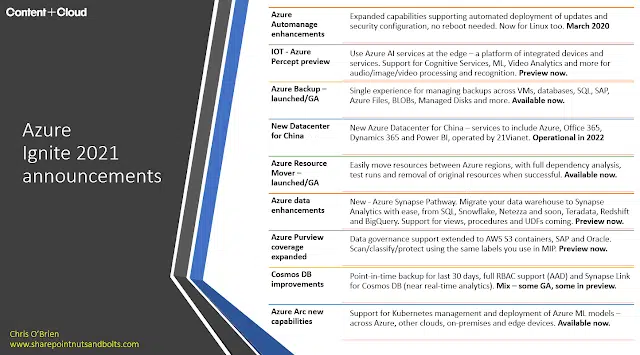 Content+Cloud
Azure
Ignite 2021
announcements
Chris O'Brien
www.sharepointnutsandbolts.com
Azure
Automanage
enhancements
Expanded capabilities supporting automated deployment of updates and
security configuration, no reboot needed. Now for Linux too. March 2020
IOT - Azure
Percept preview
Use Azure AI services at the edge – a platform of integrated devices and
services. Support for Cognitive Services, ML, Video Analytics and more for
audio/image/video processing and recognition. Preview now.
Azure Backup –
launched/GA
Single experience for managing backups across VMs, databases, SQL, SAP,
Azure Files, BLOBs, Managed Disks and more. Available now.
New Datacenter
for China
New Azure Datacenter for China – services to include Azure, Office 365,
Dynamics 365 and Power BI, operated by 21Vianet. Operational in 2022
Azure Resource
Mover –
launched/GA
Easily move resources between Azure regions, with full dependency analysis,
test runs and removal of original resources when successful. Available now.
Azure data
enhancements
New - Azure Synapse Pathway. Migrate your data warehouse to Synapse
Analytics with ease, from SQL, Snowflake, Netezza and soon, Teradata, Redshift
and BigQuery. Support for views, procedures and UDFs coming. Preview now.
Azure Purview
coverage
expanded
Data governance support extended to AWS S3 containers, SAP and Oracle.
Scan/classify/protect using the same labels you use in MIP. Preview now.
Cosmos DB
improvements
Point-in-time backup for last 30 days, full RBAC support (AAD) and Synapse Link
for Cosmos DB (near real-time analytics). Mix – some GA, some in preview.
Azure Arc new
capabilities
Support for Kubernetes management and deployment of Azure ML models –
across Azure, other clouds, on-premises and edge devices. Available now.